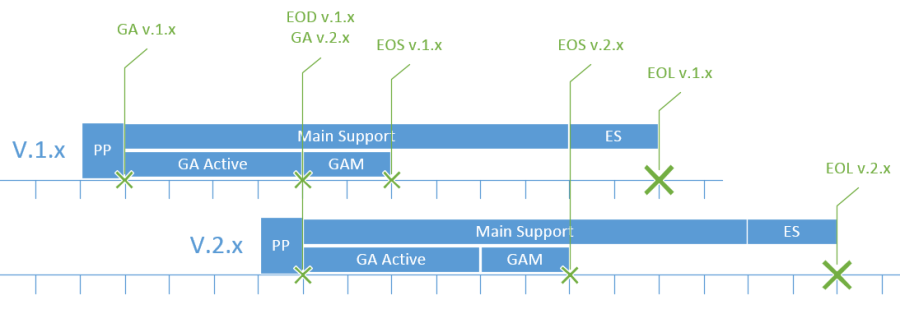 GA v.1.x
EOD v.1.x
GA v.2.x
EOS v.1.x
EOS v.2.x
EOL v.1.x
V.1.x
PP
Main Support
ES
GA Active
GAM
EOL v.2.x
V.2.x
PP
Main Support
ES
GA Active
GAM